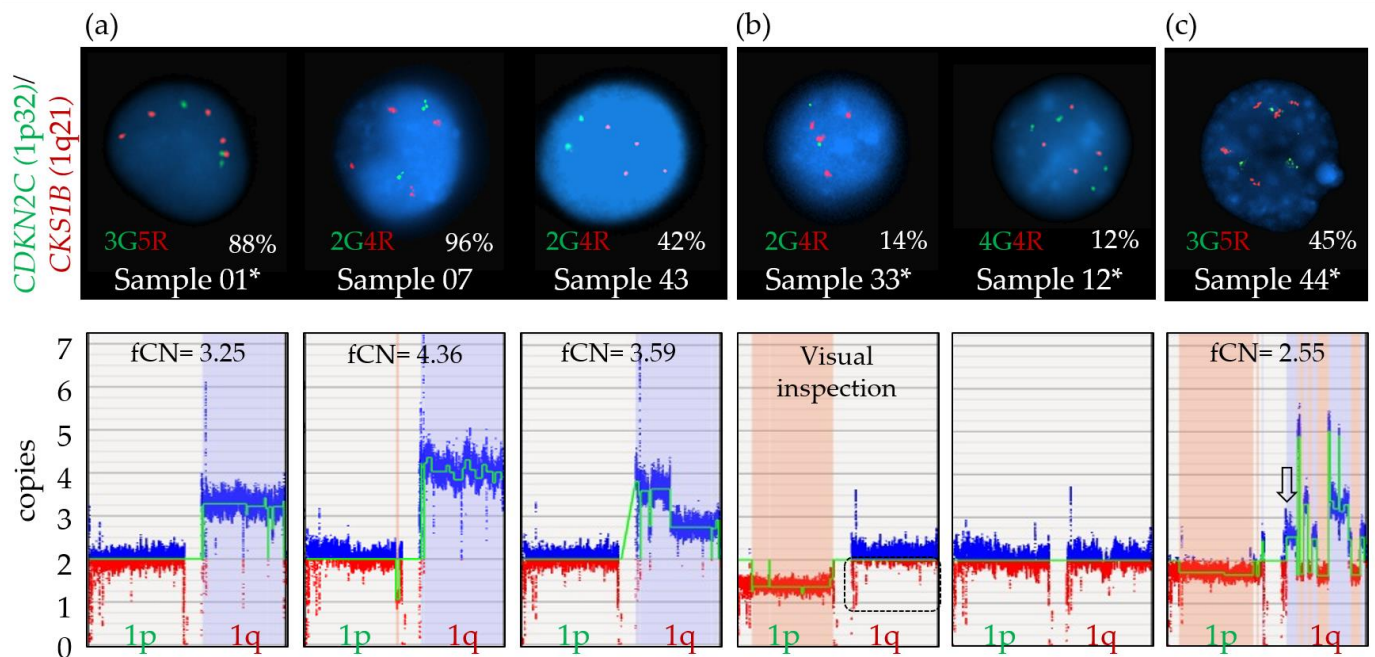 (a)
(b)
(c)
CDKN2C (1p32)/
CKS1B (1q21)
3G5R 88%
Sample 01*
2G4R 96%
Sample 07
2G4R 42%
Sample 43
2G4R 14%
Sample 33*
4G4R 12%
Sample 12*
3G5R 45%
Sample 44*
copies
7
6
5
4
3
2
1
0
fCN= 3.25
1p 1q
fCN= 4.36
1p 1q
fCN= 3.59
1p 1q
Visual
inspection
1p 1q
1p 1q
fCN= 2.55
1p 1q